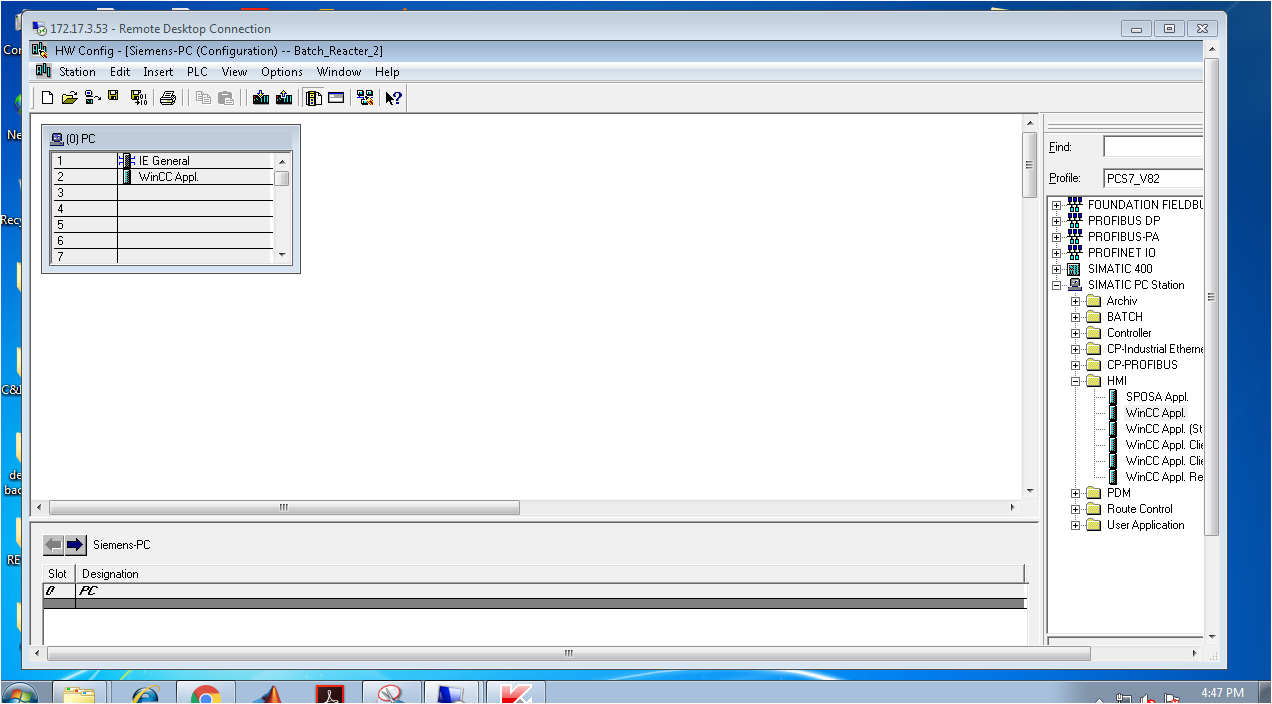 172.17.3.53 - Remote Desktop Connection
HW Config - [Siemens-PC (Configuration) -- Batch_Reacter_2]
Station Edit Insert PLC View Options Window Help
(0) PC
1 IE General
2 WinCC Appl.
3
4
5
6
7
Find:
Profile: PCS7_V82
FOUNDATION FIELDBU
PROFIBUS DP
PROFIBUS-PA
PROFINET IO
SIMATIC 400
SIMATIC PC Station
Archiv
BATCH
Controller
CP-Industrial Etherne
CP-PROFIBUS
HMI
SPOSA Appl.
WinCC Appl.
WinCC Appl. (St
WinCC Appl. Clie
WinCC Appl. Clie
WinCC Appl. Re
PDM
Route Control
User Application
Siemens-PC
Slot Designation
0 PC
Cor
Ne
Recy
C&I
de
bac
RE
4:47 PM